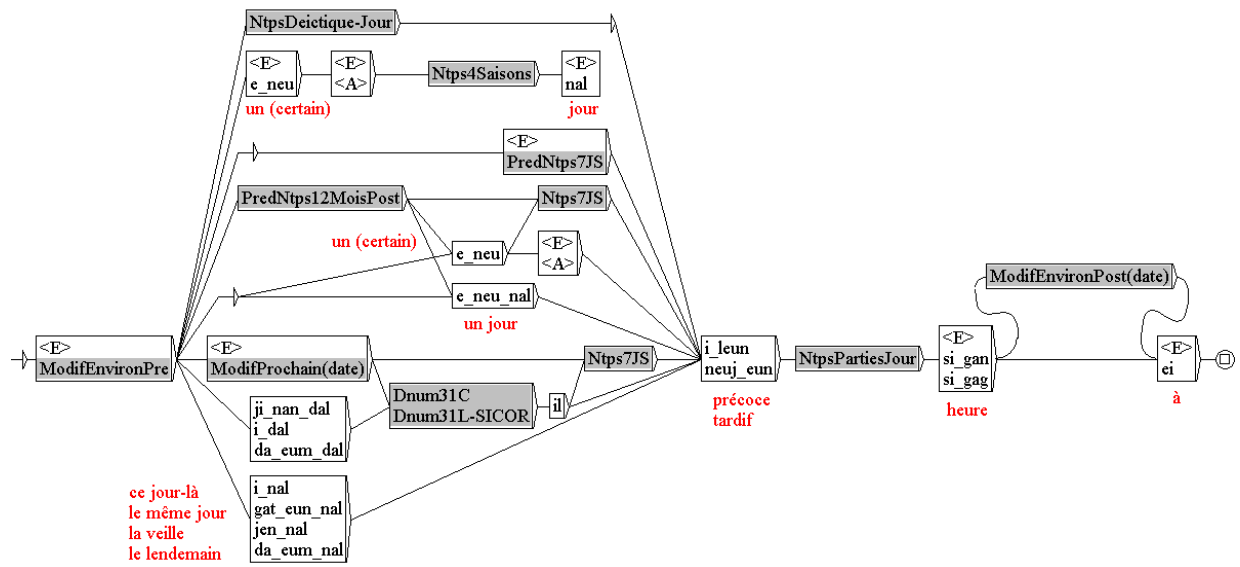 NtpsDeictique-Jour
<E>
e_neu
<E>
<A>
Ntps4Saisons
<E>
nal
un (certain)
jour
<E>
PredNtps7JS
PredNtps12MoisPost
Ntps7JS
un (certain)
e_neu
<E>
<A>
e_neu_nal
un jour
ModifEnvironPost(date)
<E>
ModifEnvironPre
<E>
ModifProchain(date)
Ntps7JS
i_leun
neuj_eun
NtpsPartiesJour
<E>
si_gan
si_gag
<E>
ei
précoce
tardif
heure
à
ji_nan_dal
i_dal
da_eum_dal
Dnum31C
Dnum31L-SICOR
il
ce jour-là
le même jour
la veille
le lendemain
i_nal
gat_eun_nal
jen_nal
da_eum_nal